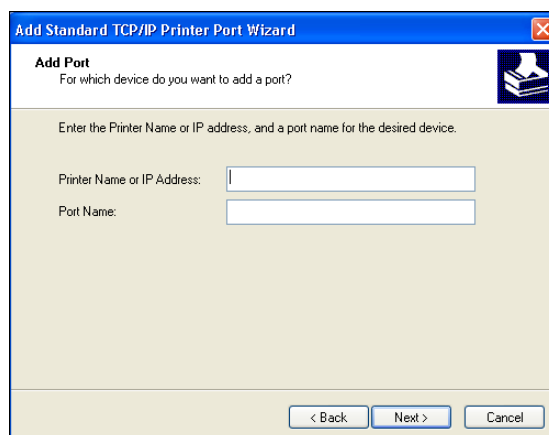 Add Standard TCP/IP Printer Port Wizard
Add Port
For which device do you want to add a port?
Enter the Printer Name or IP address, and a port name for the desired device.
Printer Name or IP Address:
Port Name:
< Back Next > Cancel